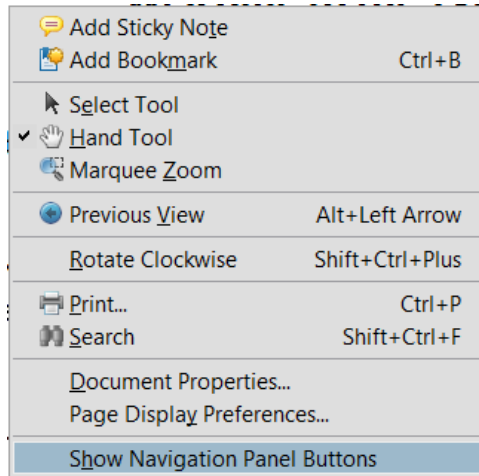 Add Sticky Note
Add Bookmark Ctrl+B
Select Tool
Hand Tool
Marquee Zoom
Previous View Alt+Left Arrow
Rotate Clockwise Shift+Ctrl+Plus
Print... Ctrl+P
Search Shift+Ctrl+F
Document Properties...
Page Display Preferences...
Show Navigation Panel Buttons